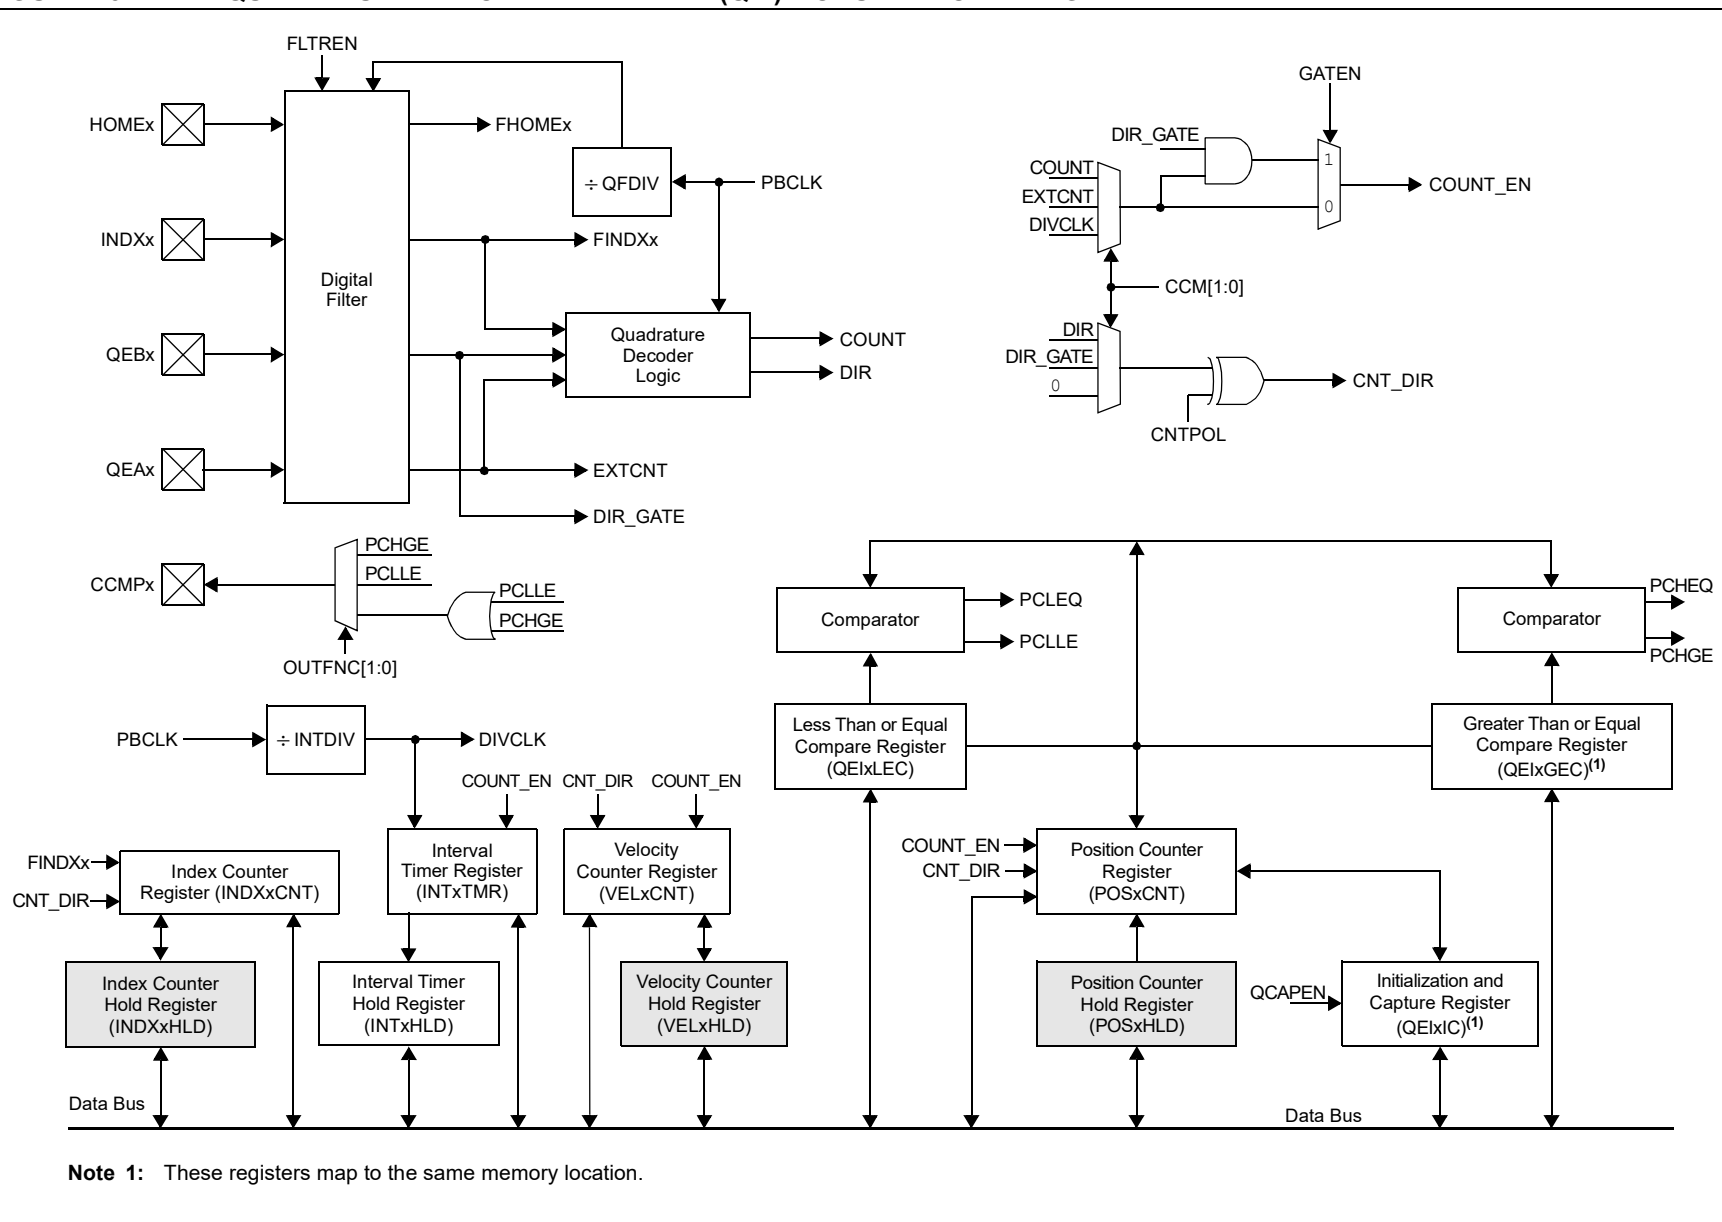 FLTREN
HOMEx
FHOMEx
÷ QFDIV
PBCLK
INDXx
FINDXx
Digital
Filter
QEBx
Quadrature
Decoder
Logic
COUNT
DIR
QEAx
EXTCNT
DIR_GATE
GATEN
DIR_GATE
COUNT
EXTCNT
DIVCLK
1
0
COUNT_EN
CCM[1:0]
DIR
DIR_GATE
0
CNT_DIR
CNTPOL
CCMPx
PCHGE
PCLLE
PCLLE
PCHGE
OUTFNC[1:0]
Comparator
PCLEQ
PCLLE
Comparator
PCHEQ
PCHGE
PBCLK
÷ INTDIV
DIVCLK
Less Than or Equal
Compare Register
(QEIxLEC)
Greater Than or Equal
Compare Register
(QEIxGEC)(1)
COUNT_EN
CNT_DIR
COUNT_EN
FINDXx
CNT_DIR
Index Counter
Register (INDXxCNT)
Interval
Timer Register
(INTxTMR)
Velocity
Counter Register
(VELxCNT)
COUNT_EN
CNT_DIR
Position Counter
Register
(POSxCNT)
Index Counter
Hold Register
(INDXxHLD)
Interval Timer
Hold Register
(INTxHLD)
Velocity Counter
Hold Register
(VELxHLD)
Position Counter
Hold Register
(POSxHLD)
QCAPEN
Initialization and
Capture Register
(QEIxIC)(1)
Data Bus
Data Bus
Note 1: These registers map to the same memory location.